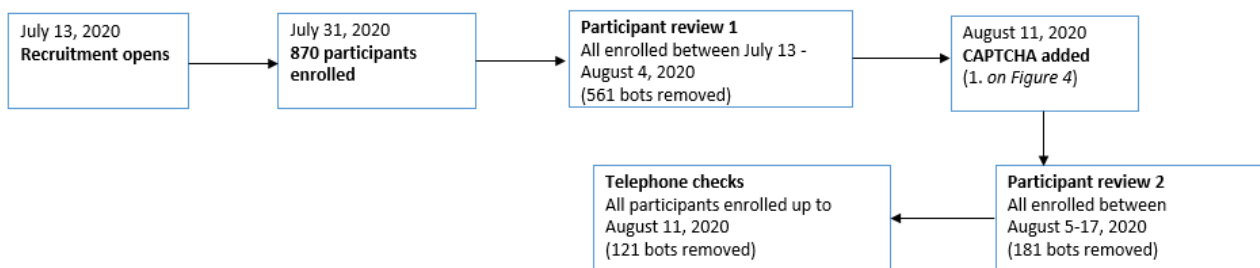 July 13, 2020
Recruitment opens
July 31, 2020
870 participants
enrolled
Participant review 1
All enrolled between July 13 -
August 4, 2020
(561 bots removed)
August 11, 2020
CAPTCHA added
(1. on Figure 4)
Participant review 2
All enrolled between
August 5-17, 2020
(181 bots removed)
Telephone checks
All participants enrolled up to
August 11, 2020
(121 bots removed)